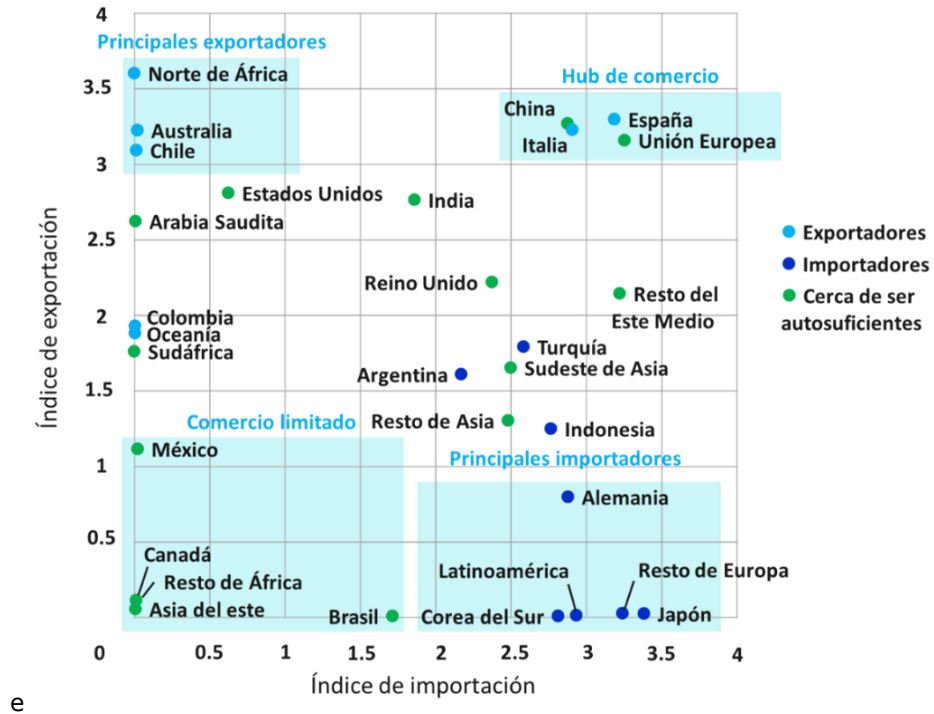 4
Principales exportadores
Norte de África
Hub de comercio
3.5
China
España
Australia
Italia
Unión Europea
Chile
3
Estados Unidos
India
Arabia Saudita
Exportadores
2.5
Importadores
Reino Unido
Resto del
Este Medio
Cerca de ser
autosuficientes
Colombia
2
Oceanía
Sudáfrica
Turquía
Sudeste de Asia
Argentina
1.5
Comercio limitado
Resto de Asia
Indonesia
México
Principales importadores
1
Alemania
0.5
Canadá
Resto de África
Asia del este
Latinoamérica
Resto de Europa
Brasil
Corea del Sur
Japón
0 0.5 1 1.5 2 2.5 3 3.5 4
Índice de importación
Índice de exportación
e